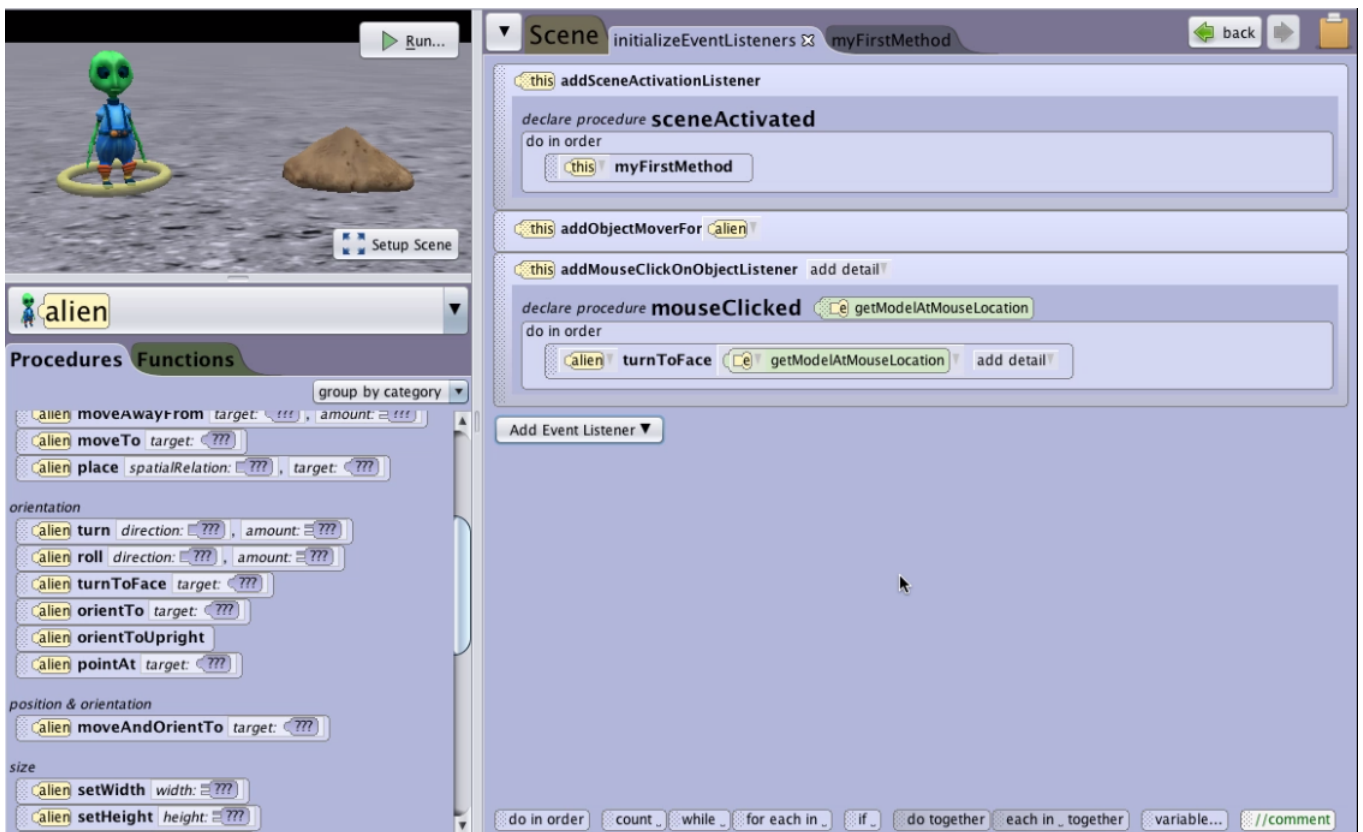 Run...
Setup Scene
alien
Procedures Functions
group by category
alien moveAwayFrom target: ??? , amount: ???
alien moveTo target: ???
alien place spatialRelation: ??? , target: ???
orientation
alien turn direction: ??? , amount: ???
alien roll direction: ??? , amount: ???
alien turnToFace target: ???
alien orientTo target: ???
alien orientToUpright
alien pointAt target: ???
position & orientation
alien moveAndOrientTo target: ???
size
alien setWidth width: ???
alien setHeight height: ???
Scene initializeEventListeners myFirstMethod back
this addSceneActivationListener
declare procedure sceneActivated
do in order
this myFirstMethod
this addObjectMoverFor alien
this addMouseClickOnObjectListener add detail
declare procedure mouseClicked e getModelAtMouseLocation
do in order
alien turnToFace e getModelAtMouseLocation add detail
Add Event Listener
do in order count _ while _ for each in _ if _ do together each in _ together variable... //comment